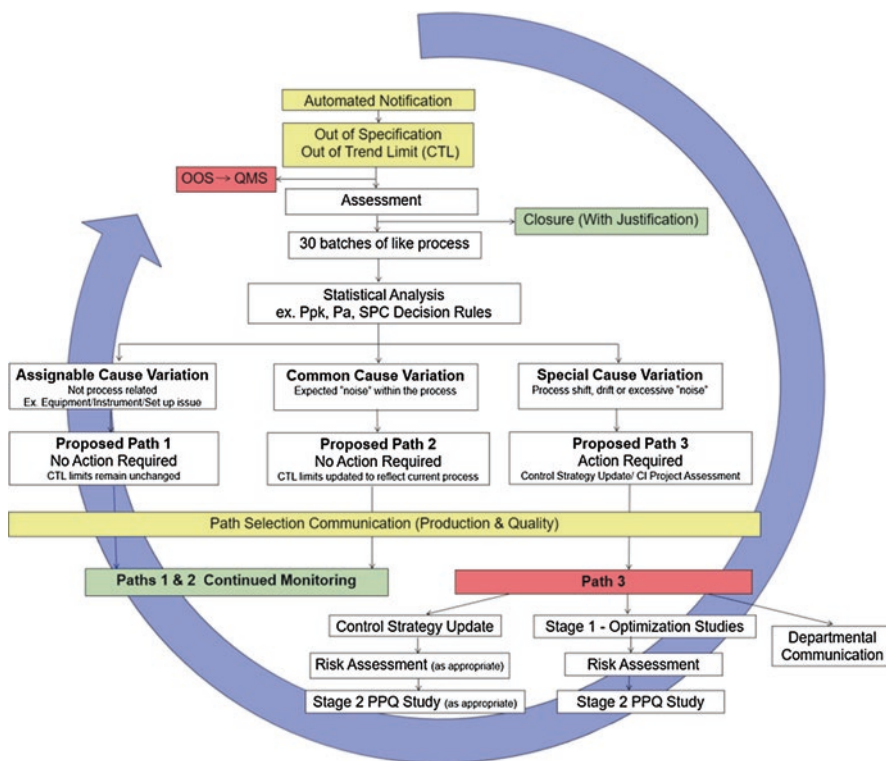 Automated Notification
Out of Specification
Out of Trend Limit (CTL)
OOS → QMS
Assessment
Closure (With Justification)
30 batches of like process
Statistical Analysis
ex. Ppk, Pa, SPC Decision Rules
Assignable Cause Variation
Not process related
Ex. Equipment/Instrument/Set up issue
Common Cause Variation
Expected "noise" within the process
Special Cause Variation
Process shift, drift or excessive "noise"
Proposed Path 1
No Action Required
CTL limits remain unchanged
Proposed Path 2
No Action Required
CTL limits updated to reflect current process
Proposed Path 3
Action Required
Control Strategy Update/ CI Project Assessment
Path Selection Communication (Production & Quality)
Paths 1 & 2 Continued Monitoring
Path 3
Control Strategy Update
Stage 1 - Optimization Studies
Departmental
Communication
Risk Assessment (as appropriate)
Risk Assessment
Stage 2 PPQ Study (as appropriate)
Stage 2 PPQ Study